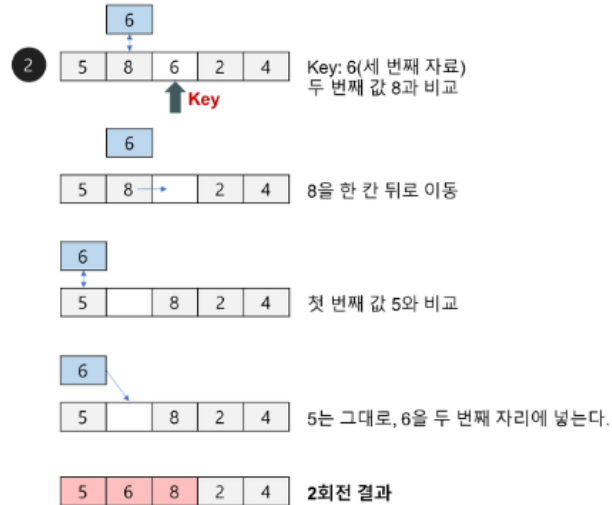 6
2
5 8 6 2 4
Key: 6(세 번째 자료)
두 번째 값 8과 비교
Key
6
5 8 2 4
8을 한 칸 뒤로 이동
6
5 8 2 4
첫 번째 값 5와 비교
6
5 8 2 4
5는 그대로, 6을 두 번째 자리에 넣는다.
5 6 8 2 4
2회전 결과